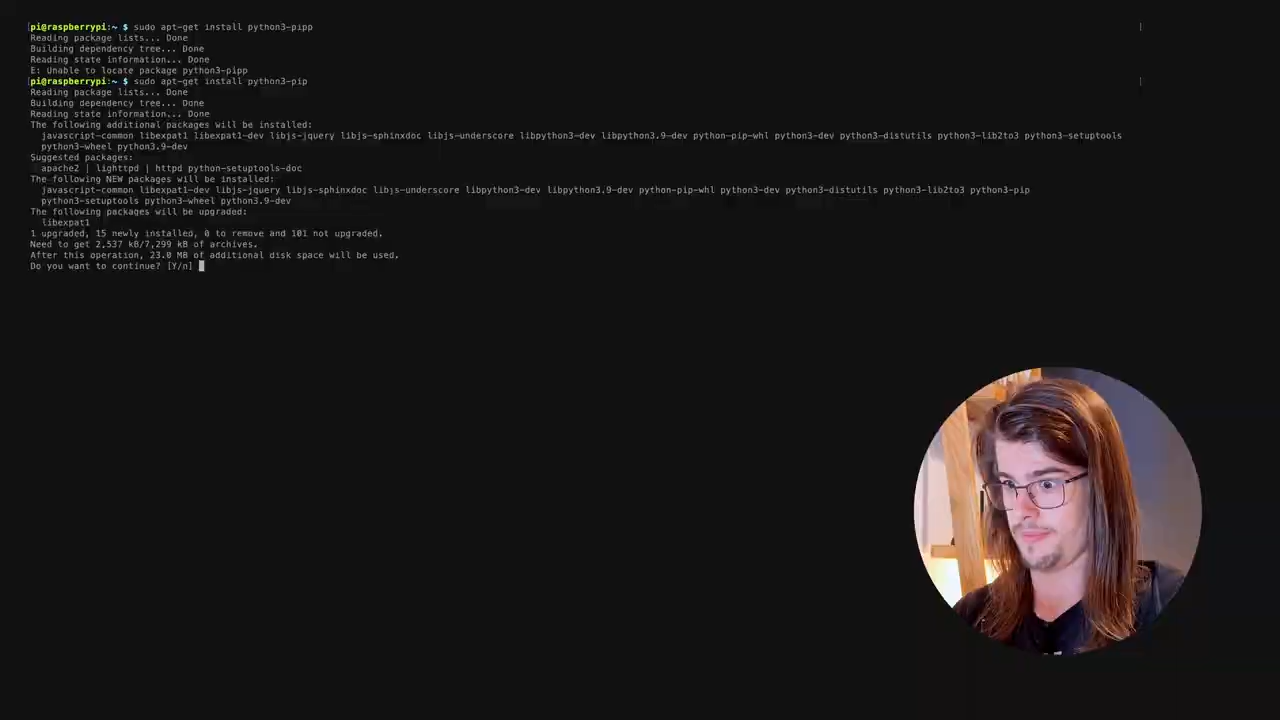 pi@raspberrypi:~ $ sudo apt-get install python3-pipp
Reading package lists... Done
Building dependency tree... Done
Reading state information... Done
E: Unable to locate package python3-pipp
pi@raspberrypi:~ $ sudo apt-get install python3-pip
Reading package lists... Done
Building dependency tree... Done
Reading state information... Done
The following additional packages will be installed:
javascript-common libexpat1 libexpat1-dev libjs-jquery libjs-sphinxdoc libjs-underscore libpython3-dev libpython3.9-dev python-pip-whl python3-dev python3-distutils python3-lib2to3 python3-setuptools
python3-wheel python3.9-dev
Suggested packages:
apache2 | lighttpd | httpd python-setuptools-doc
The following NEW packages will be installed:
javascript-common libexpat1-dev libjs-jquery libjs-sphinxdoc libjs-underscore libpython3-dev libpython3.9-dev python-pip-whl python3-dev python3-distutils python3-lib2to3 python3-pip
python3-setuptools python3-wheel python3.9-dev
The following packages will be upgraded:
libexpat1
1 upgraded, 15 newly installed, 0 to remove and 101 not upgraded.
Need to get 2,537 kB/7,299 kB of archives.
After this operation, 23.0 MB of additional disk space will be used.
Do you want to continue? [Y/n]